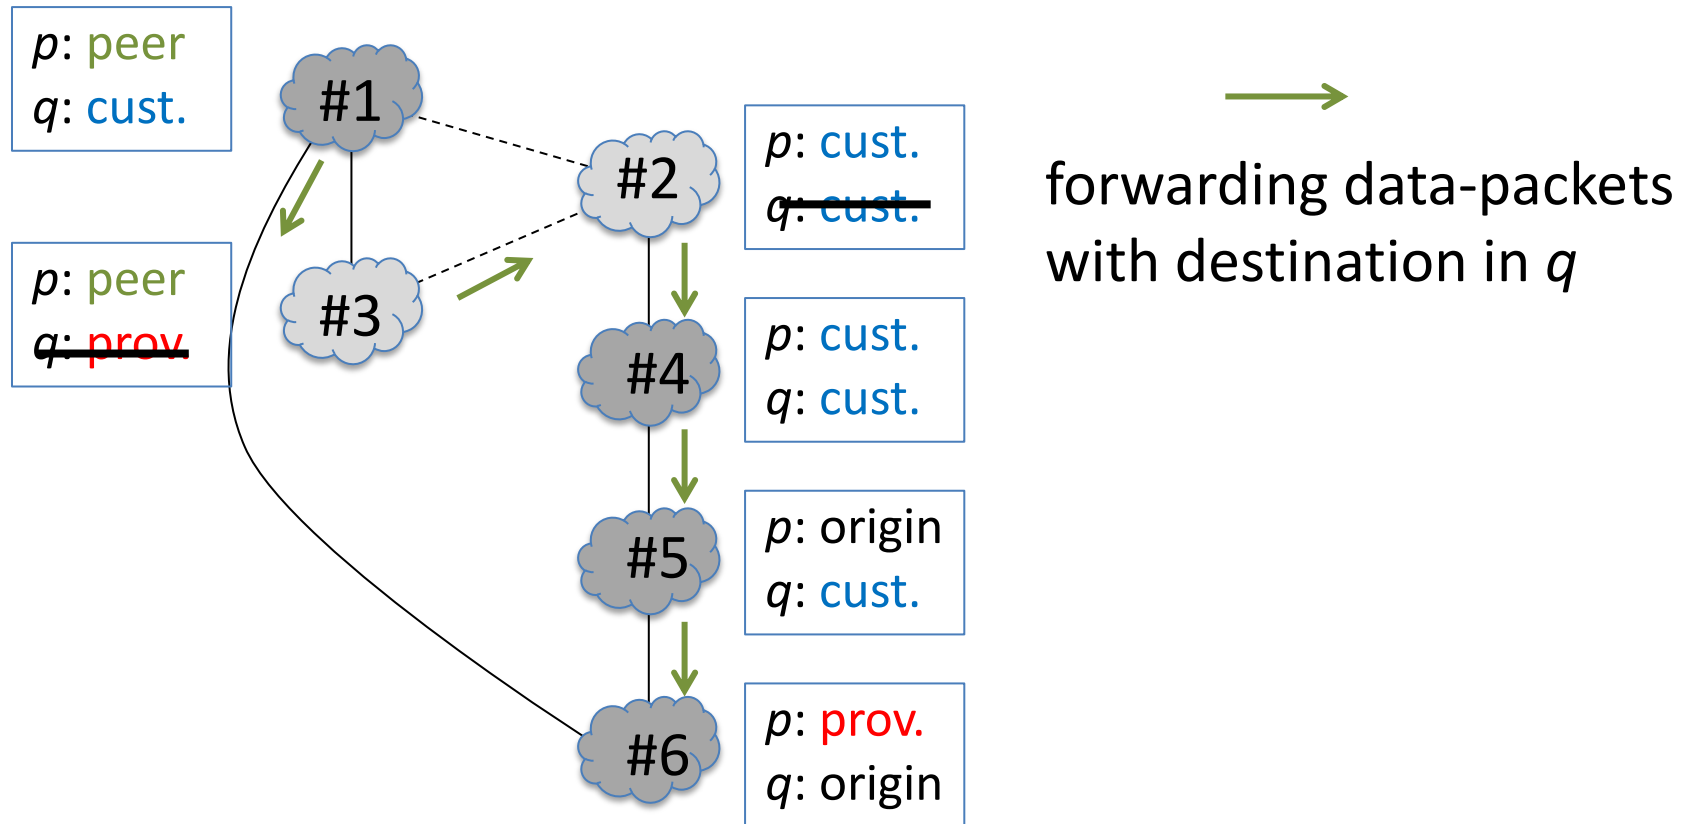 p: peer
q: cust.
#1
#2
p: cust.
q: cust.
forwarding data-packets
with destination in q
p: peer
q: prov.
#3
#4
p: cust.
q: cust.
#5
p: origin
q: cust.
#6
p: prov.
q: origin